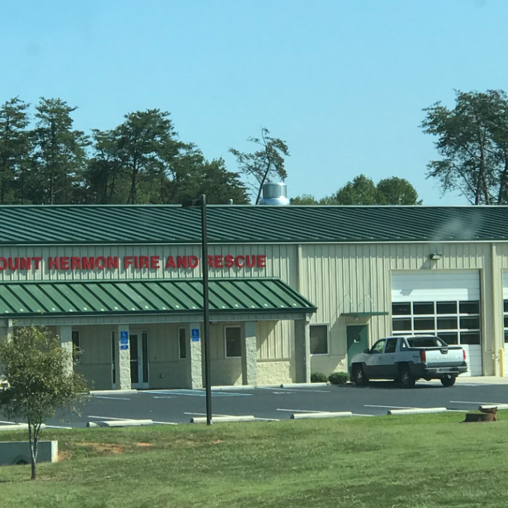 OUNT HERMON FIRE AND RESCUE